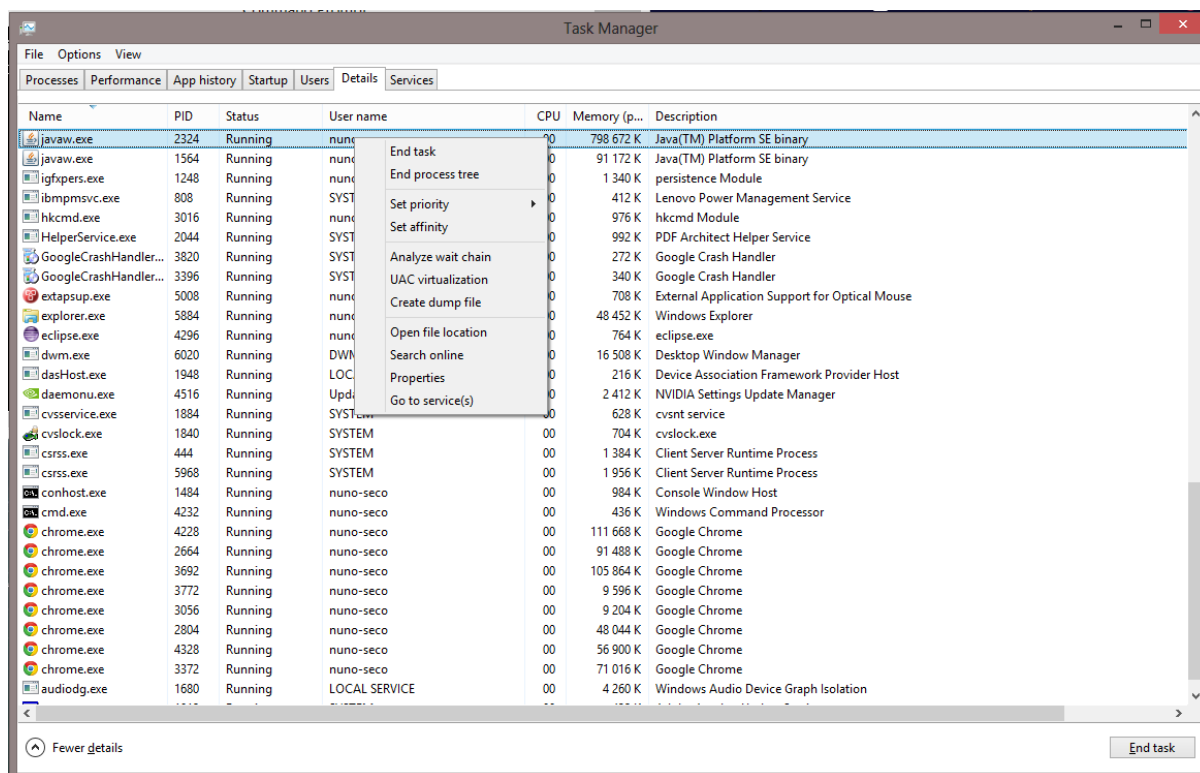 Task Manager
File Options View
Processes Performance App history Startup Users Details Services
Name PID Status User name CPU Memory (p... Description
javaw.exe 2324 Running 00 798 672 K Java(TM) Platform SE binary
javaw.exe 1564 Running 91 172 K Java(TM) Platform SE binary
igfxpers.exe 1248 Running 1 340 K persistence Module
ibmpmsvc.exe 808 Running SYST 412 K Lenovo Power Management Service
hkcmd.exe 3016 Running 976 K hkcmd Module
HelperService.exe 2044 Running SYST 992 K PDF Architect Helper Service
GoogleCrashHandler... 3820 Running SYST 272 K Google Crash Handler
GoogleCrashHandler... 3396 Running SYST 340 K Google Crash Handler
extapsup.exe 5008 Running 708 K External Application Support for Optical Mouse
explorer.exe 5884 Running 48 452 K Windows Explorer
eclipse.exe 4296 Running 764 K eclipse.exe
dwm.exe 6020 Running 16 508 K Desktop Window Manager
dasHost.exe 1948 Running LOC 216 K Device Association Framework Provider Host
daemonu.exe 4516 Running Upd 2 412 K NVIDIA Settings Update Manager
cvsservice.exe 1884 Running SYSTEM 00 628 K cvsnt service
cvslock.exe 1840 Running SYSTEM 00 704 K cvslock.exe
csrss.exe 444 Running SYSTEM 00 1 384 K Client Server Runtime Process
csrss.exe 5968 Running SYSTEM 00 1 956 K Client Server Runtime Process
conhost.exe 1484 Running nuno-seco 00 984 K Console Window Host
cmd.exe 4232 Running nuno-seco 00 436 K Windows Command Processor
chrome.exe 4228 Running nuno-seco 00 111 668 K Google Chrome
chrome.exe 2664 Running nuno-seco 00 91 488 K Google Chrome
chrome.exe 3692 Running nuno-seco 00 105 864 K Google Chrome
chrome.exe 3772 Running nuno-seco 00 9 596 K Google Chrome
chrome.exe 3056 Running nuno-seco 00 9 204 K Google Chrome
chrome.exe 2804 Running nuno-seco 00 48 044 K Google Chrome
chrome.exe 4328 Running nuno-seco 00 56 900 K Google Chrome
chrome.exe 3372 Running nuno-seco 00 71 016 K Google Chrome
audiodg.exe 1680 Running LOCAL SERVICE 00 4 260 K Windows Audio Device Graph Isolation
End task
End process tree
Set priority
Set affinity
Analyze wait chain
UAC virtualization
Create dump file
Open file location
Search online
Properties
Go to service(s)
Fewer details
End task